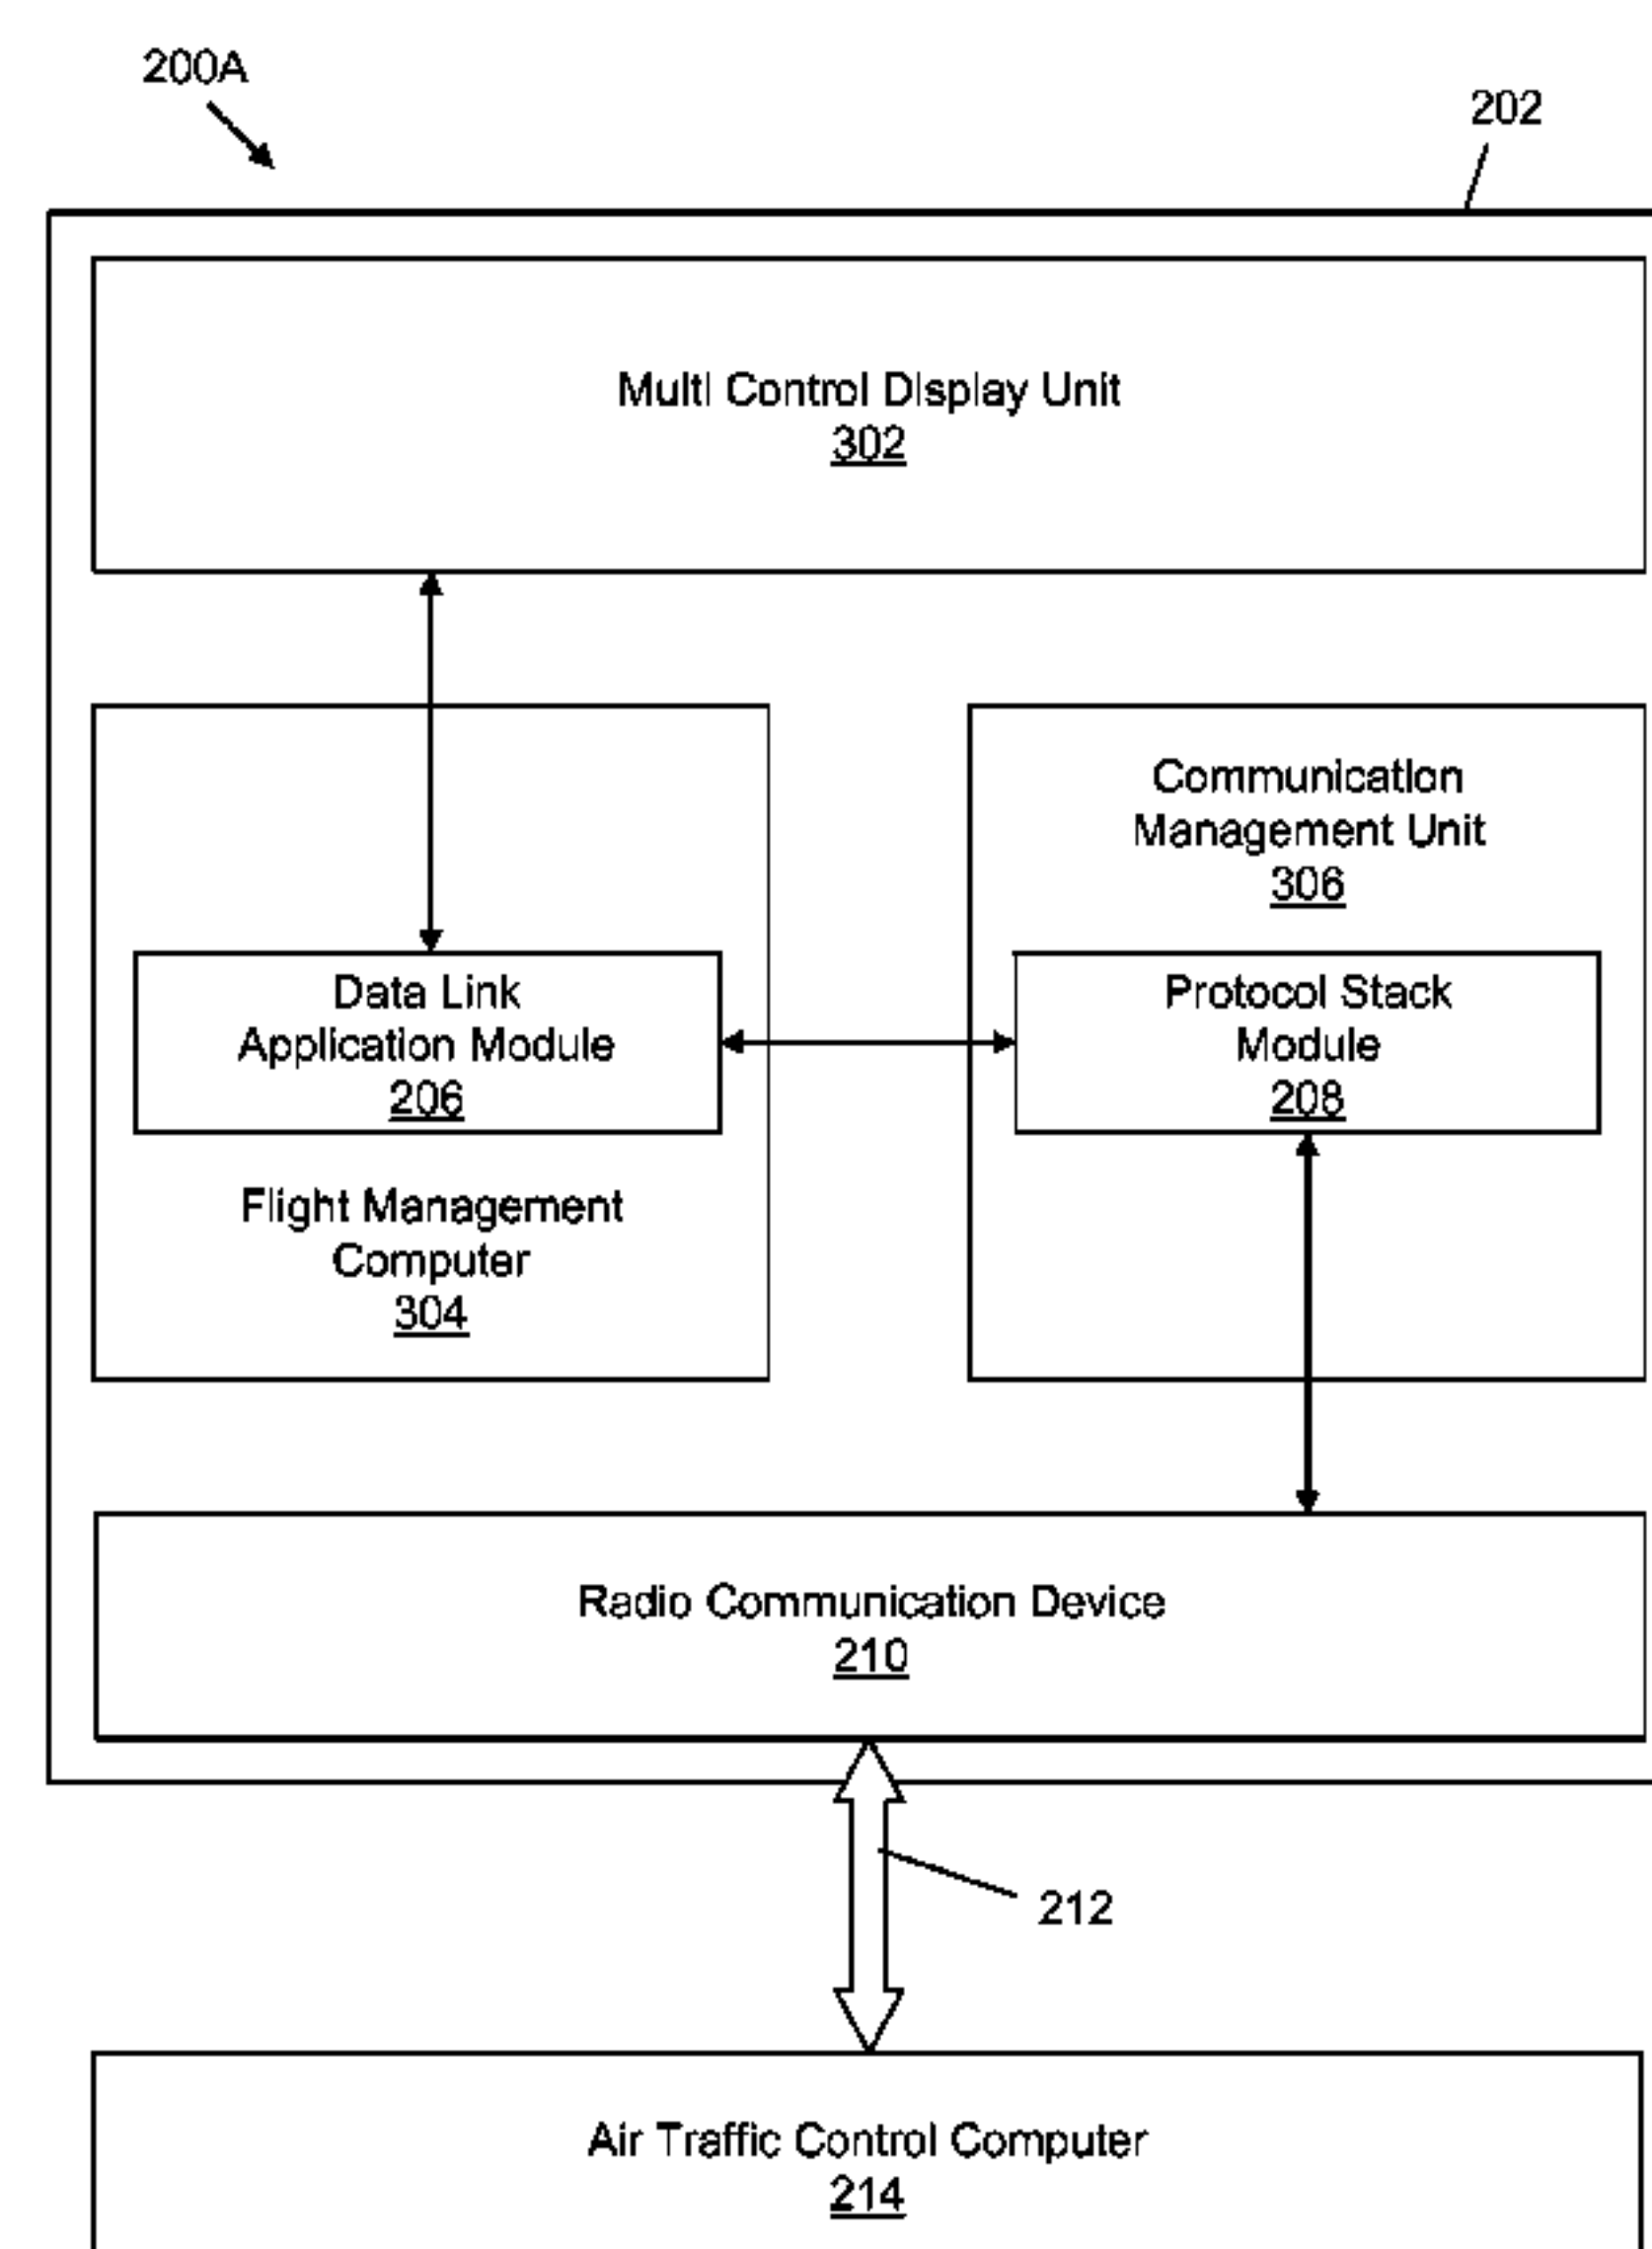 200A
202
Multi Control Display Unit
302
Communication
Management Unit
306
Data Link
Application Module
206
Protocol Stack
Module
208
Flight Management
Computer
304
Radio Communication Device
210
212
Air Traffic Control Computer
214